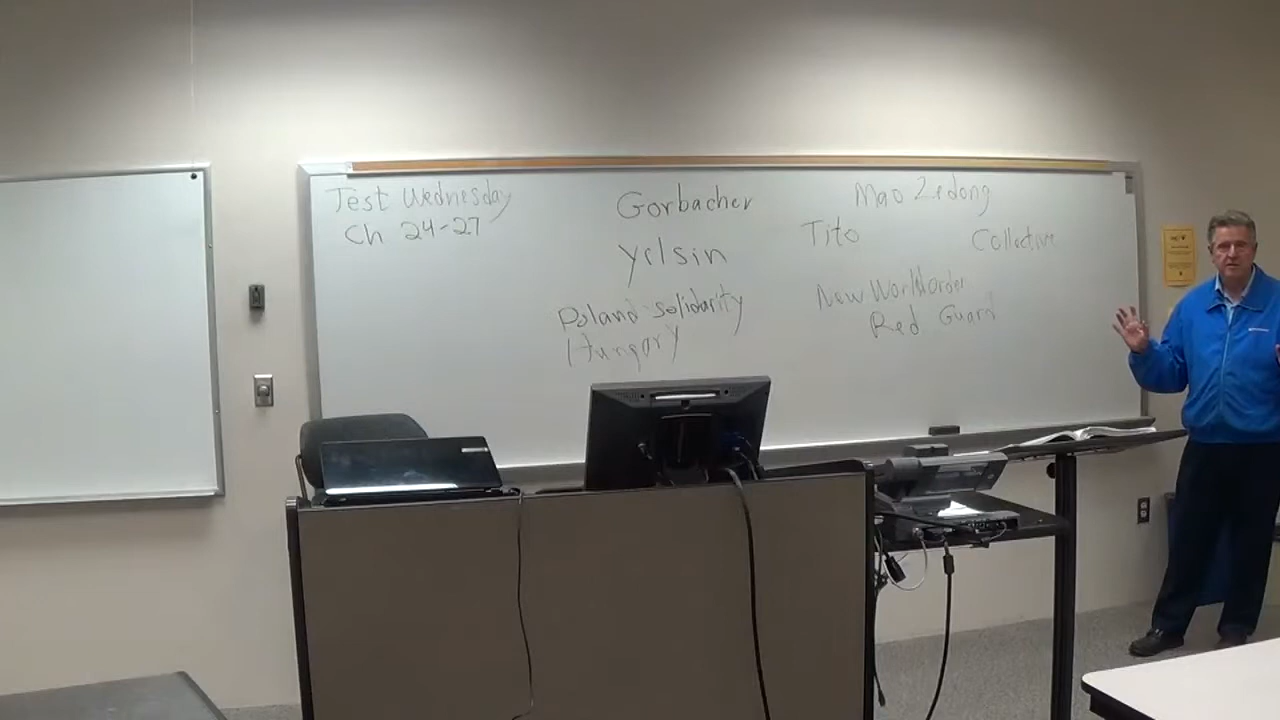 Test Wednesday
Ch 24-27
Gorbachev
Yelsin
Poland-Solidarity
Hungary
Mao Zedong
Tito
Collective
New World order
Red Guard